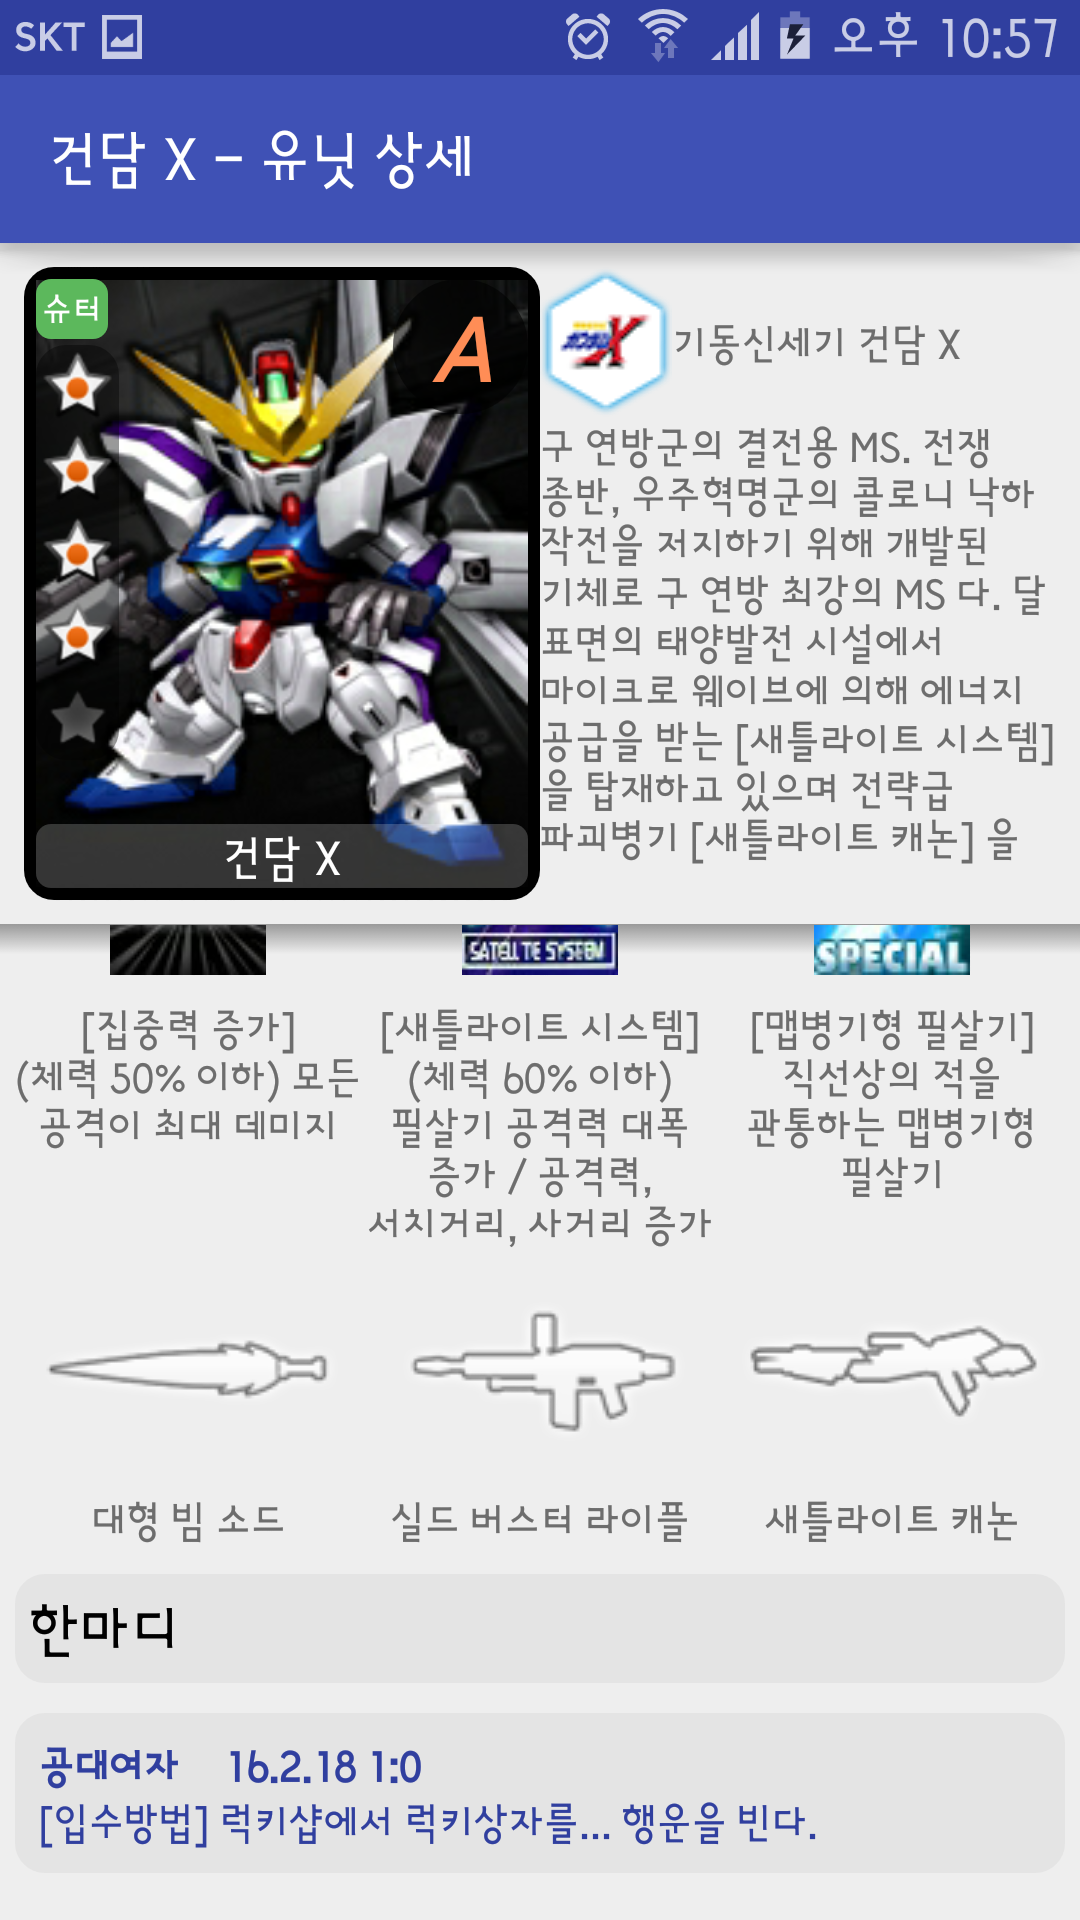 SKT 오후 10:57
건담 X - 유닛 상세
슈터
A
건담 X
기동신세기 건담 X
구 연방군의 결전용 MS. 전쟁
종반, 우주혁명군의 콜로니 낙하
작전을 저지하기 위해 개발된
기체로 구 연방 최강의 MS 다. 달
표면의 태양발전 시설에서
마이크로 웨이브에 의해 에너지
공급을 받는 [새틀라이트 시스템]
을 탑재하고 있으며 전략급
파괴병기 [새틀라이트 캐논] 을
SPECIAL
[집중력 증가]
(체력 50% 이하) 모든
공격이 최대 데미지
[새틀라이트 시스템]
(체력 60% 이하)
필살기 공격력 대폭
증가 / 공격력,
서치거리, 사거리 증가
[맵병기형 필살기]
직선상의 적을
관통하는 맵병기형
필살기
대형 빔 소드
실드 버스터 라이플
새틀라이트 캐논
한마디
공대여자 16.2.18 1:0
[입수방법] 럭키샵에서 럭키상자를... 행운을 빈다.